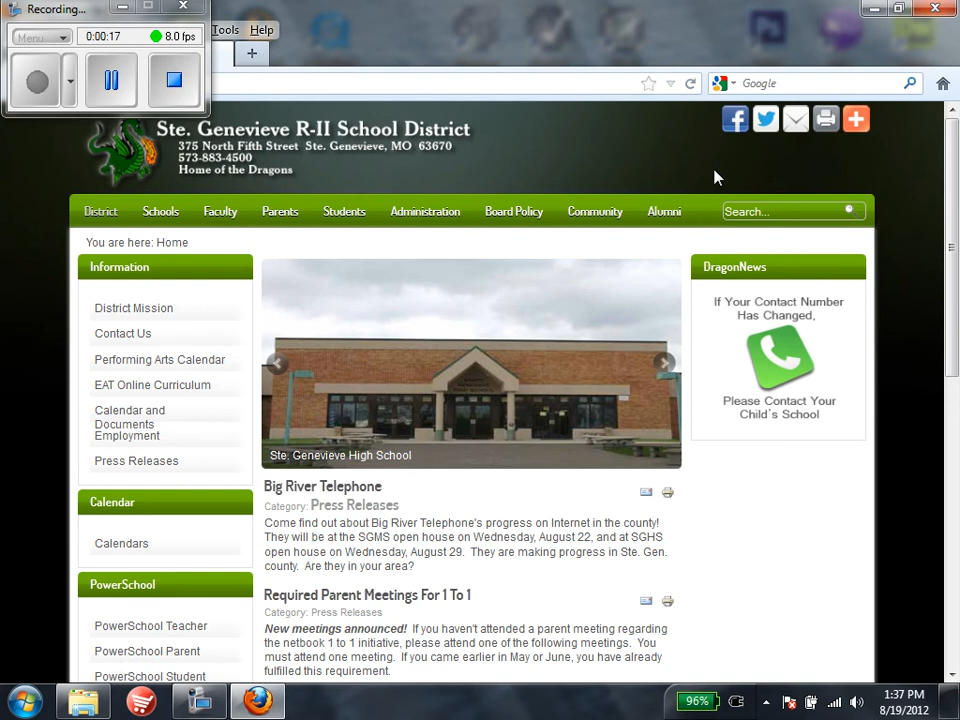 Recording...
Menu
0:00:17
8.0 fps
Tools Help
Google
Ste. Genevieve R-II School District
375 North Fifth Street Ste. Genevieve, MO 63670
573-883-4500
Home of the Dragons
District Schools Faculty Parents Students Administration Board Policy Community Alumni
Search...
You are here: Home
Information
District Mission
Contact Us
Performing Arts Calendar
EAT Online Curriculum
Calendar and
Documents
Employment
Press Releases
Calendar
Calendars
PowerSchool
PowerSchool Teacher
PowerSchool Parent
PowerSchool Student
Ste. Genevieve High School
Big River Telephone
Category: Press Releases
Come find out about Big River Telephone's progress on Internet in the county!
They will be at the SGMS open house on Wednesday, August 22, and at SGHS
open house on Wednesday, August 29. They are making progress in Ste. Gen.
county. Are they in your area?
Required Parent Meetings For 1 To 1
Category: Press Releases
New meetings announced! If you haven't attended a parent meeting regarding
the netbook 1 to 1 initiative, please attend one of the following meetings. You
must attend one meeting. If you came earlier in May or June, you have already
fulfilled this requirement.
DragonNews
If Your Contact Number
Has Changed,
Please Contact Your
Child's School
96%
1:37 PM
8/19/2012